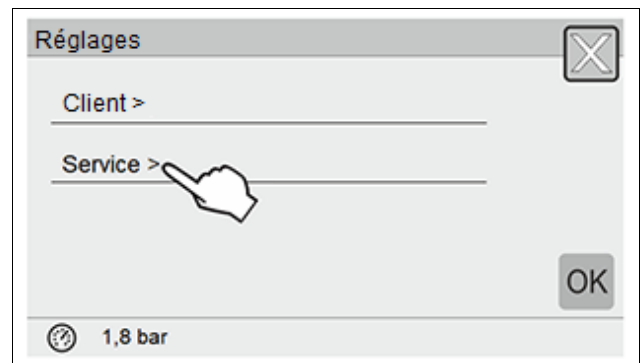 Réglages
Client >
Service >
OK
1,8 bar